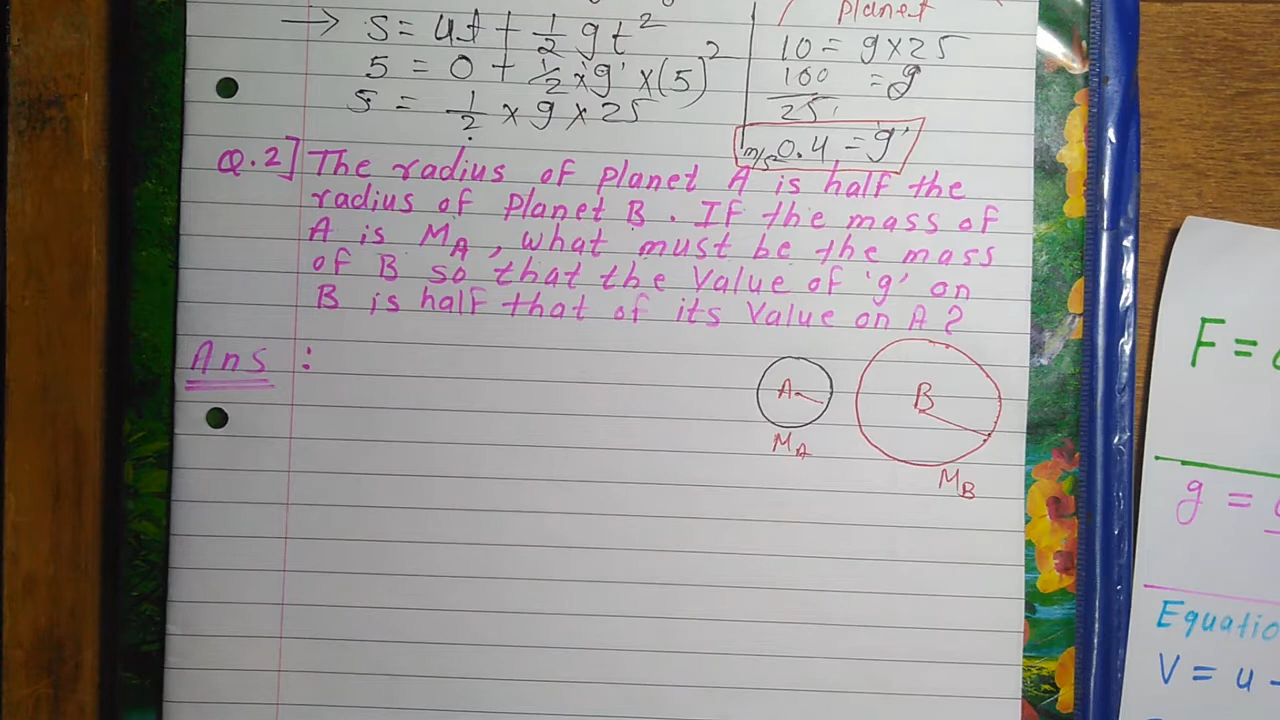 planet
→ S = ut + 1/2 gt²
10 = g × 25
5 = 0 + 1/2 × 'g' × (5)²
100/25 = g
5 = 1/2 × g × 25
m/s² 0.4 = 'g'
Q.2] The radius of planet A is half the
radius of Planet B. If the mass of
A is MA, what must be the mass
of B so that the Value of 'g' on
B is half that of its Value on A?
Ans :
A
B
MA
MB
F =
g =
Equatio
V = u -